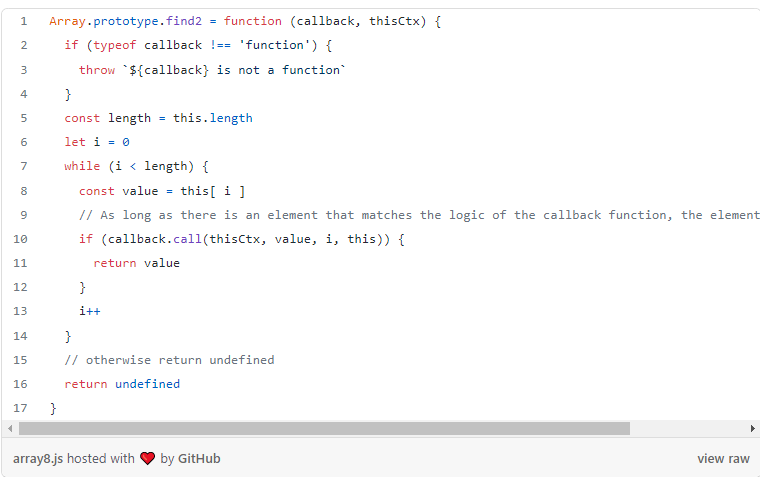 1 Array.prototype.find2 = function (callback, thisCtx) {
2 if (typeof callback !== 'function') {
3 throw `${callback} is not a function`
4 }
5 const length = this.length
6 let i = 0
7 while (i < length) {
8 const value = this[ i ]
9 // As long as there is an element that matches the logic of the callback function, the element
10 if (callback.call(thisCtx, value, i, this)) {
11 return value
12 }
13 i++
14 }
15 // otherwise return undefined
16 return undefined
17 }
array8.js hosted with ❤ by GitHub view raw